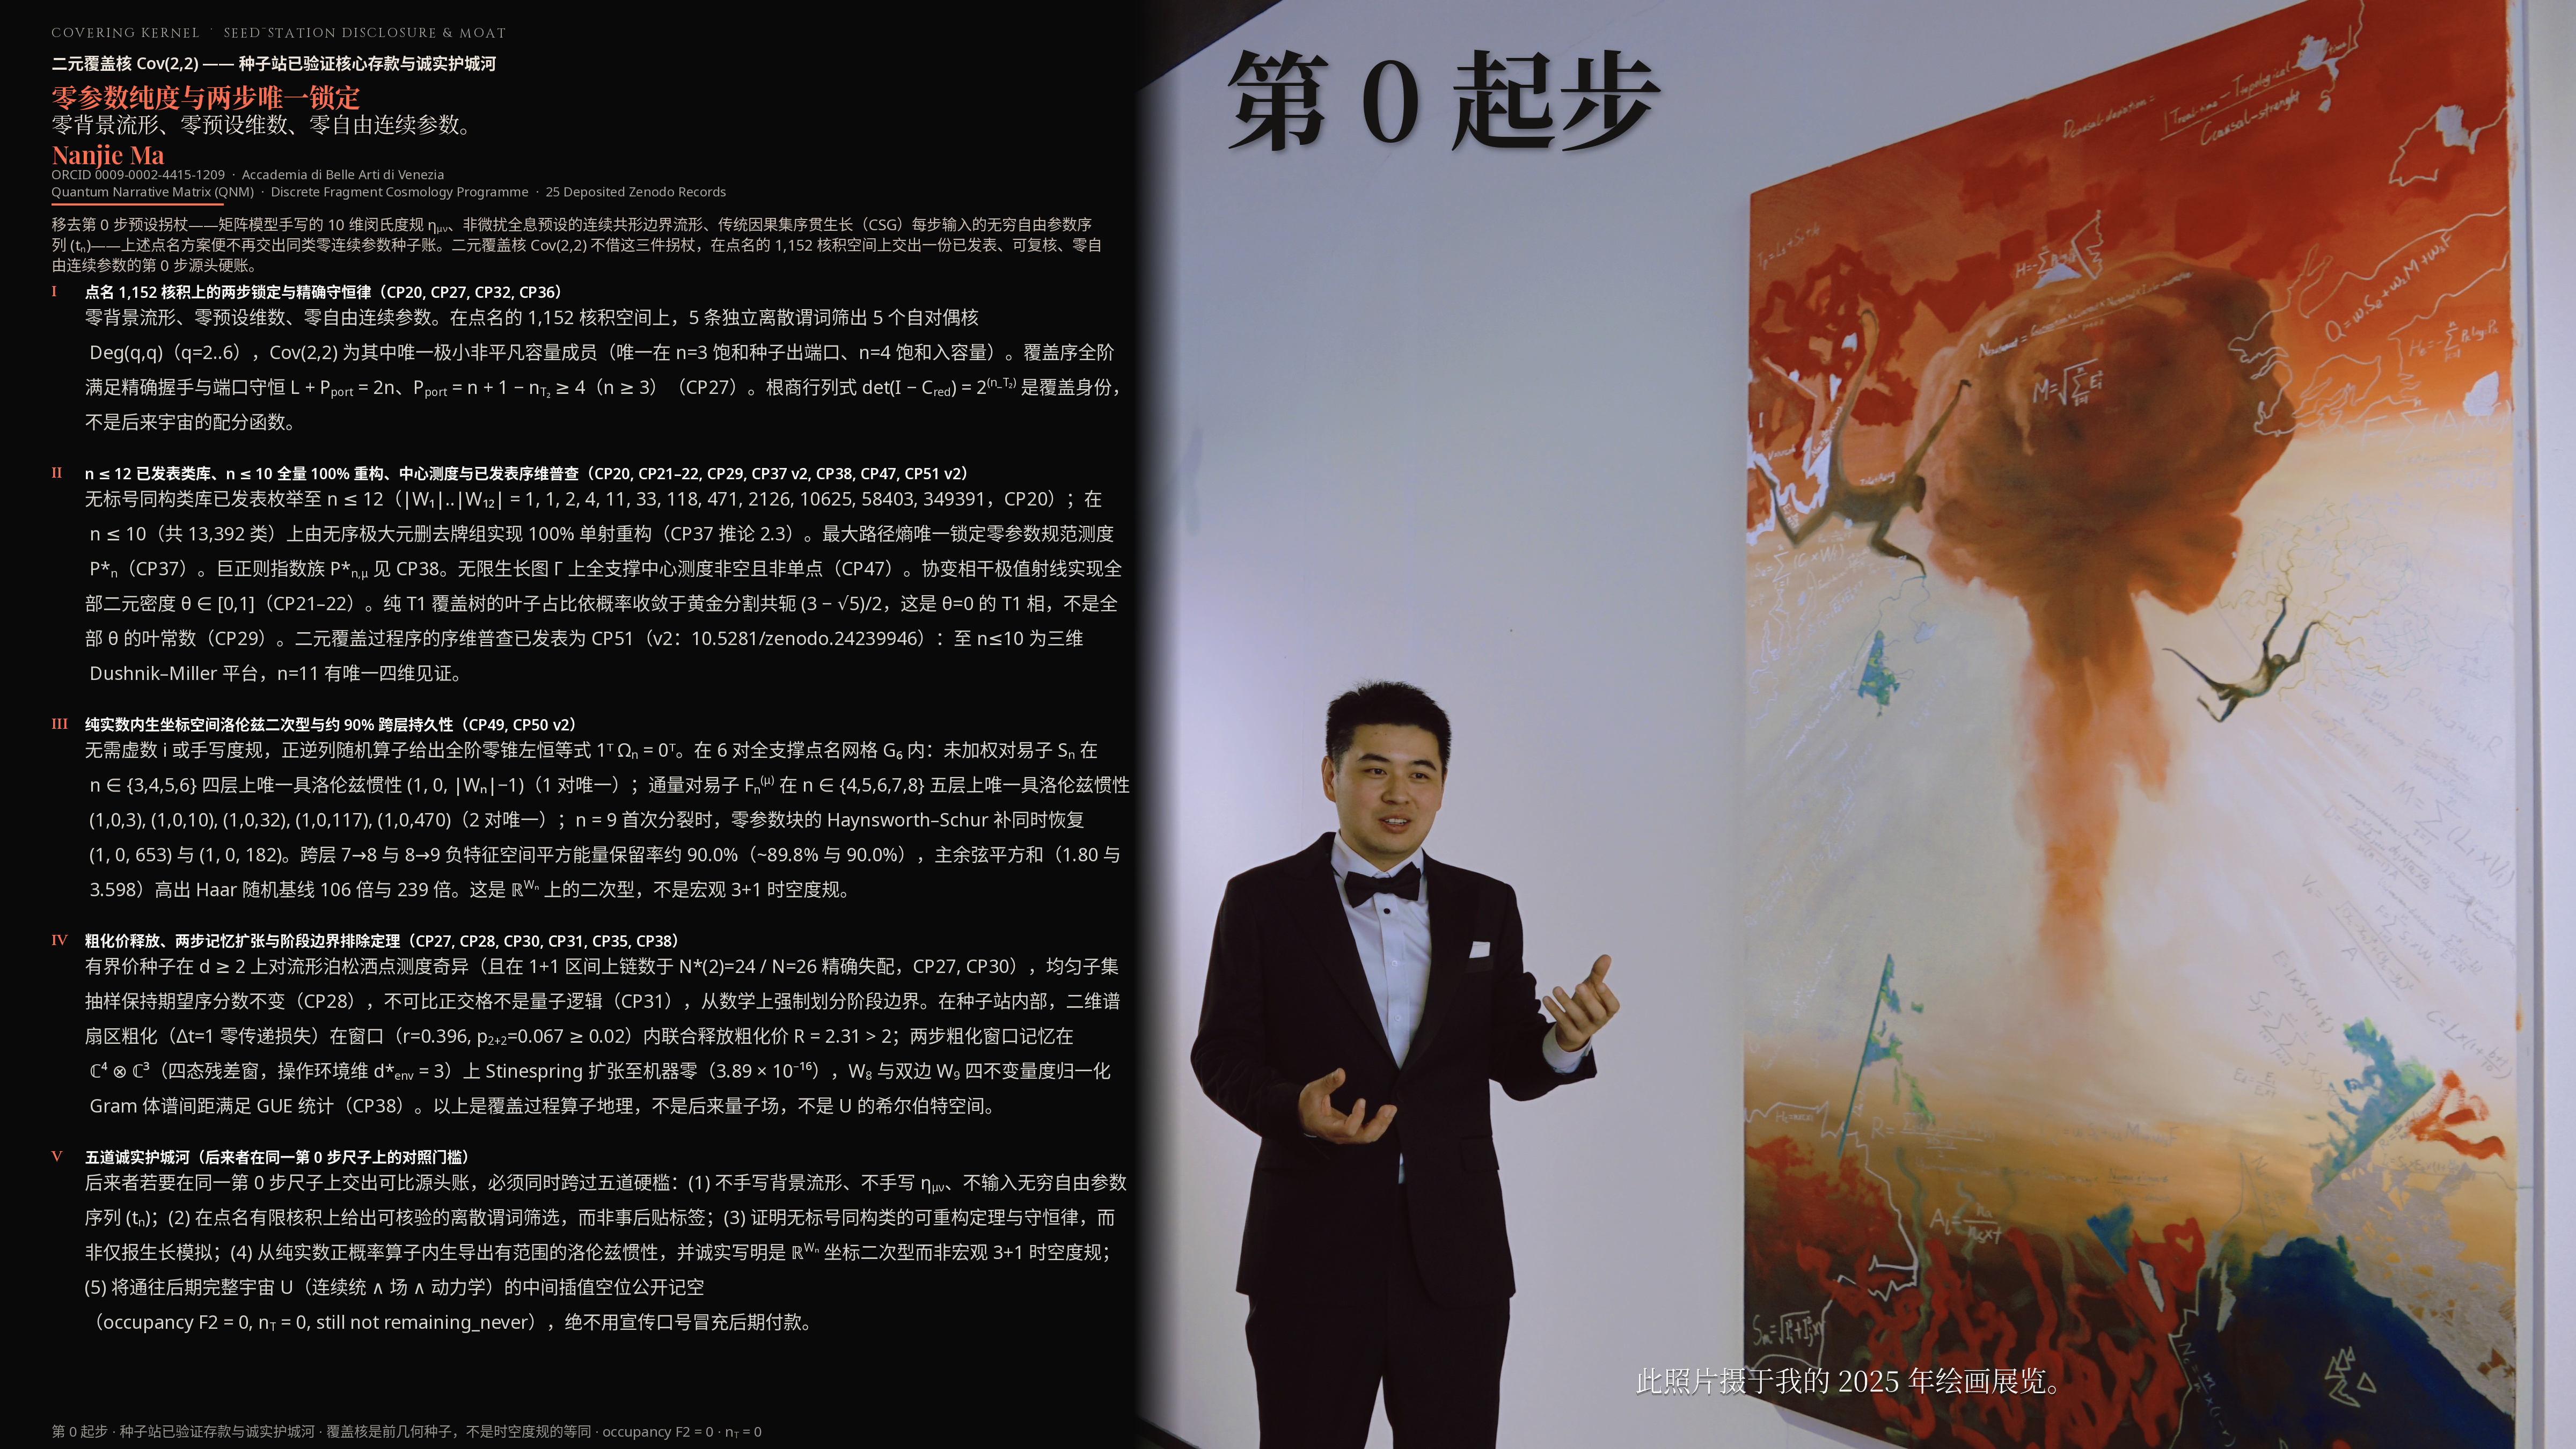 COVERING KERNEL · SEED-STATION DISCLOSURE & MOAT
二元覆盖核 Cov(2,2) —— 种子站已验证核心存款与诚实护城河
零参数纯度与两步唯一锁定
零背景流形、零预设维数、零自由连续参数。
Nanjie Ma
ORCID 0009-0002-4415-1209 · Accademia di Belle Arti di Venezia
Quantum Narrative Matrix (QNM) · Discrete Fragment Cosmology Programme · 25 Deposited Zenodo Records
移去第 0 步预设拐杖——矩阵模型手写的 10 维闵氏度规 ημν、非微扰全息预设的连续共形边界流形、传统因果集序贯生长（CSG）每步输入的无穷自由参数序
列 (tₙ)——上述点名方案便不再交出同类零连续参数种子账。二元覆盖核 Cov(2,2) 不借这三件拐杖，在点名的 1,152 核积空间上交出一份已发表、可复核、零自
由连续参数的第 0 步源头硬账。
I 点名 1,152 核积上的两步锁定与精确守恒律（CP20, CP27, CP32, CP36）
零背景流形、零预设维数、零自由连续参数。在点名的 1,152 核积空间上，5 条独立离散谓词筛出 5 个自对偶核
Deg(q,q)（q=2..6），Cov(2,2) 为其中唯一极小非平凡容量成员（唯一在 n=3 饱和种子出端口、n=4 饱和入容量）。覆盖序全阶
满足精确握手与端口守恒 L + Pport = 2n、Pport = n + 1 − nT₂ ≥ 4（n ≥ 3）（CP27）。根商行列式 det(I − Cred) = 2^(n_T₂) 是覆盖身份，
不是后来宇宙的配分函数。
II n ≤ 12 已发表类库、n ≤ 10 全量 100% 重构、中心测度与已发表序维普查（CP20, CP21–22, CP29, CP37 v2, CP38, CP47, CP51 v2）
无标号同构类库已发表枚举至 n ≤ 12（|W₁|..|W₁₂| = 1, 1, 2, 4, 11, 33, 118, 471, 2126, 10625, 58403, 349391，CP20）；在
n ≤ 10（共 13,392 类）上由无序极大元删去牌组实现 100% 单射重构（CP37 推论 2.3）。最大路径熵唯一锁定零参数规范测度
P*ₙ（CP37）。巨正则指数族 P*n,μ 见 CP38。无限生长图 Γ 上全支撑中心测度非空且非单点（CP47）。协变相干极值射线实现全
部二元密度 θ ∈ [0,1]（CP21–22）。纯 T1 覆盖树的叶子占比依概率收敛于黄金分割共轭 (3 − √5)/2，这是 θ=0 的 T1 相，不是全
部 θ 的叶常数（CP29）。二元覆盖过程序的序维普查已发表为 CP51（v2：10.5281/zenodo.24239946）：至 n≤10 为三维
Dushnik–Miller 平台，n=11 有唯一四维见证。
III 纯实数内生坐标空间洛伦兹二次型与约 90% 跨层持久性（CP49, CP50 v2）
无需虚数 i 或手写度规，正逆列随机算子给出全阶零锥左恒等式 1ᵀ Ωₙ = 0ᵀ。在 6 对全支撑点名网格 G₆ 内：未加权对易子 Sₙ 在
n ∈ {3,4,5,6} 四层上唯一具洛伦兹惯性 (1, 0, |Wₙ|−1)（1 对唯一）；通量对易子 Fₙ⁽μ⁾ 在 n ∈ {4,5,6,7,8} 五层上唯一具洛伦兹惯性
(1,0,3), (1,0,10), (1,0,32), (1,0,117), (1,0,470)（2 对唯一）；n = 9 首次分裂时，零参数块的 Haynsworth–Schur 补同时恢复
(1, 0, 653) 与 (1, 0, 182)。跨层 7→8 与 8→9 负特征空间平方能量保留率约 90.0%（~89.8% 与 90.0%），主余弦平方和（1.80 与
3.598）高出 Haar 随机基线 106 倍与 239 倍。这是 ℝ^Wₙ 上的二次型，不是宏观 3+1 时空度规。
IV 粗化价释放、两步记忆扩张与阶段边界排除定理（CP27, CP28, CP30, CP31, CP35, CP38）
有界价种子在 d ≥ 2 上对流形泊松洒点测度奇异（且在 1+1 区间上链数于 N*(2)=24 / N=26 精确失配，CP27, CP30），均匀子集
抽样保持期望序分数不变（CP28），不可比正交格不是量子逻辑（CP31），从数学上强制划分阶段边界。在种子站内部，二维谱
扇区粗化（Δt=1 零传递损失）在窗口（r=0.396, p₂₊₂=0.067 ≥ 0.02）内联合释放粗化价 R = 2.31 > 2；两步粗化窗口记忆在
ℂ⁴ ⊗ ℂ³（四态残差窗，操作环境维 d*env = 3）上 Stinespring 扩张至机器零（3.89 × 10⁻¹⁶），W₈ 与双边 W₉ 四不变量度归一化
Gram 体谱间距满足 GUE 统计（CP38）。以上是覆盖过程算子地理，不是后来量子场，不是 U 的希尔伯特空间。
V 五道诚实护城河（后来者在同一第 0 步尺子上的对照门槛）
后来者若要在同一第 0 步尺子上交出可比源头账，必须同时跨过五道硬槛：(1) 不手写背景流形、不手写 ημν、不输入无穷自由参数
序列 (tₙ)；(2) 在点名有限核积上给出可核验的离散谓词筛选，而非事后贴标签；(3) 证明无标号同构类的可重构定理与守恒律，而
非仅报生长模拟；(4) 从纯实数正概率算子内生导出有范围的洛伦兹惯性，并诚实写明是 ℝ^Wₙ 坐标二次型而非宏观 3+1 时空度规；
(5) 将通往后期完整宇宙 U（连续统 ∧ 场 ∧ 动力学）的中间插值空位公开记空
（occupancy F2 = 0, nT = 0, still not remaining_never），绝不用宣传口号冒充后期付款。
第 0 起步 · 种子站已验证存款与诚实护城河 · 覆盖核是前几何种子，不是时空度规的等同 · occupancy F2 = 0 · nT = 0
第 0 起步
此照片摄于我的 2025 年绘画展览。